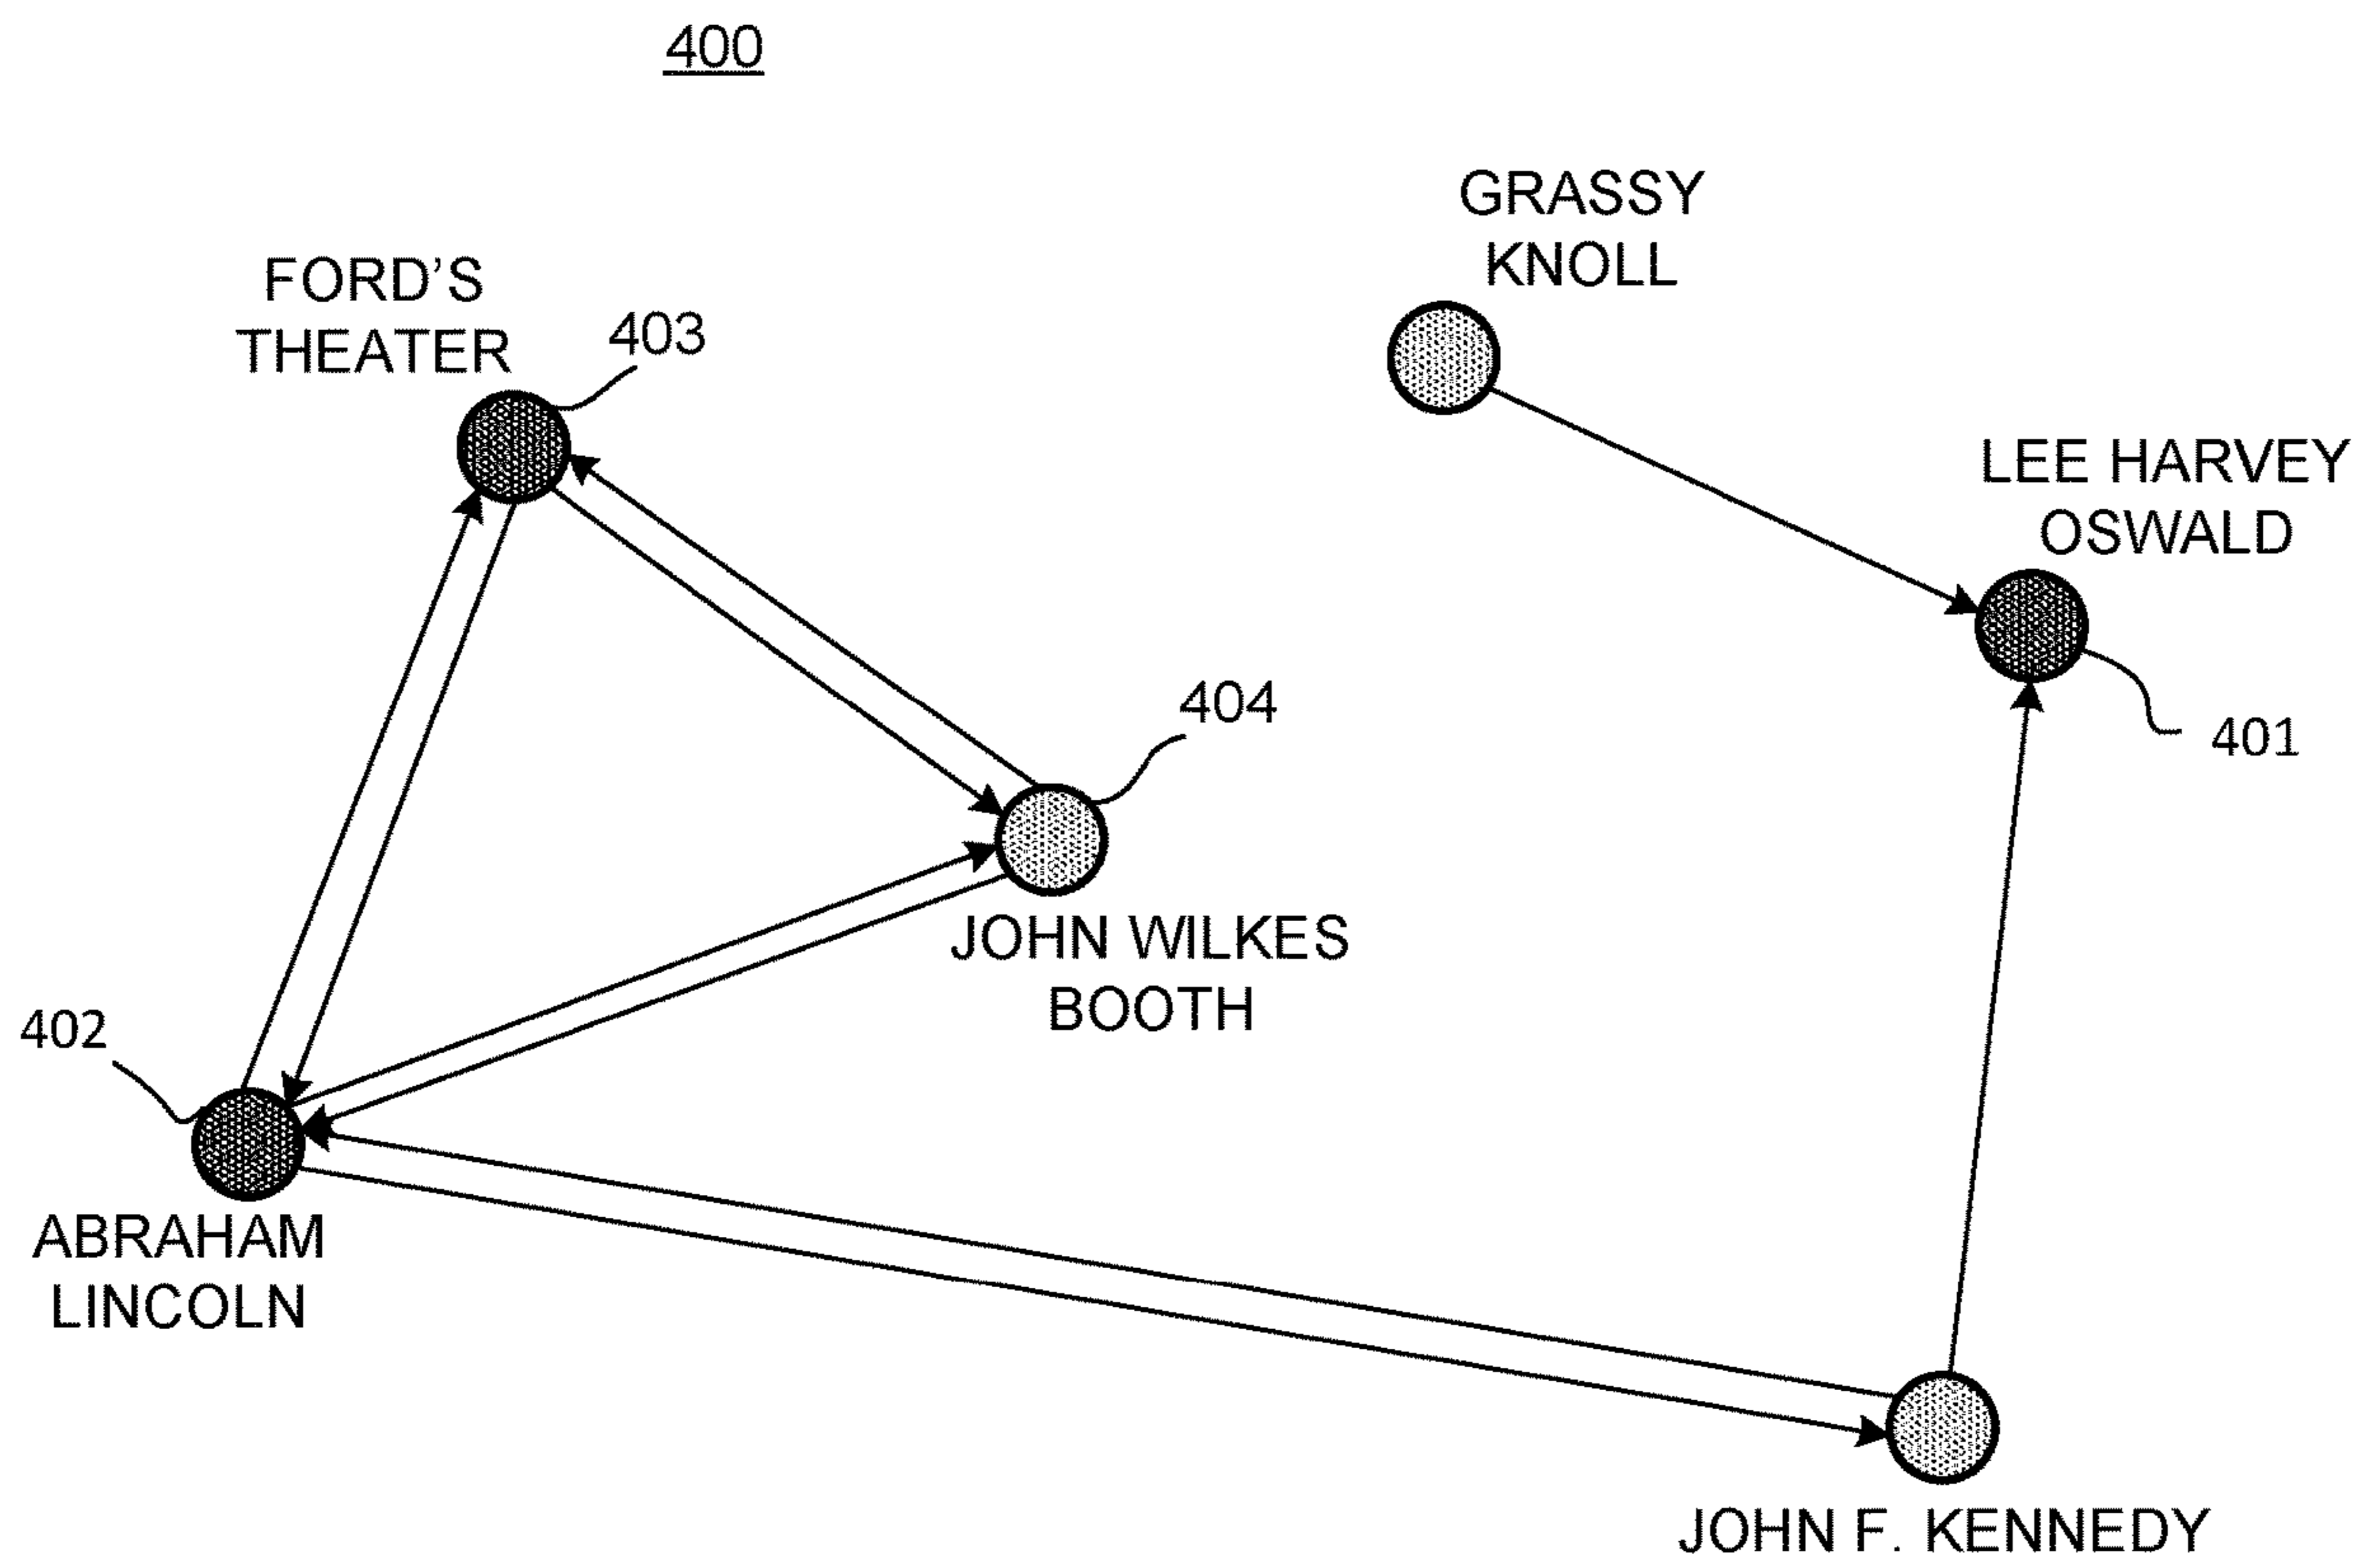 400
GRASSY
KNOLL
FORD'S
THEATER
403
LEE HARVEY
OSWALD
404
401
JOHN WILKES
BOOTH
402
ABRAHAM
LINCOLN
JOHN F. KENNEDY